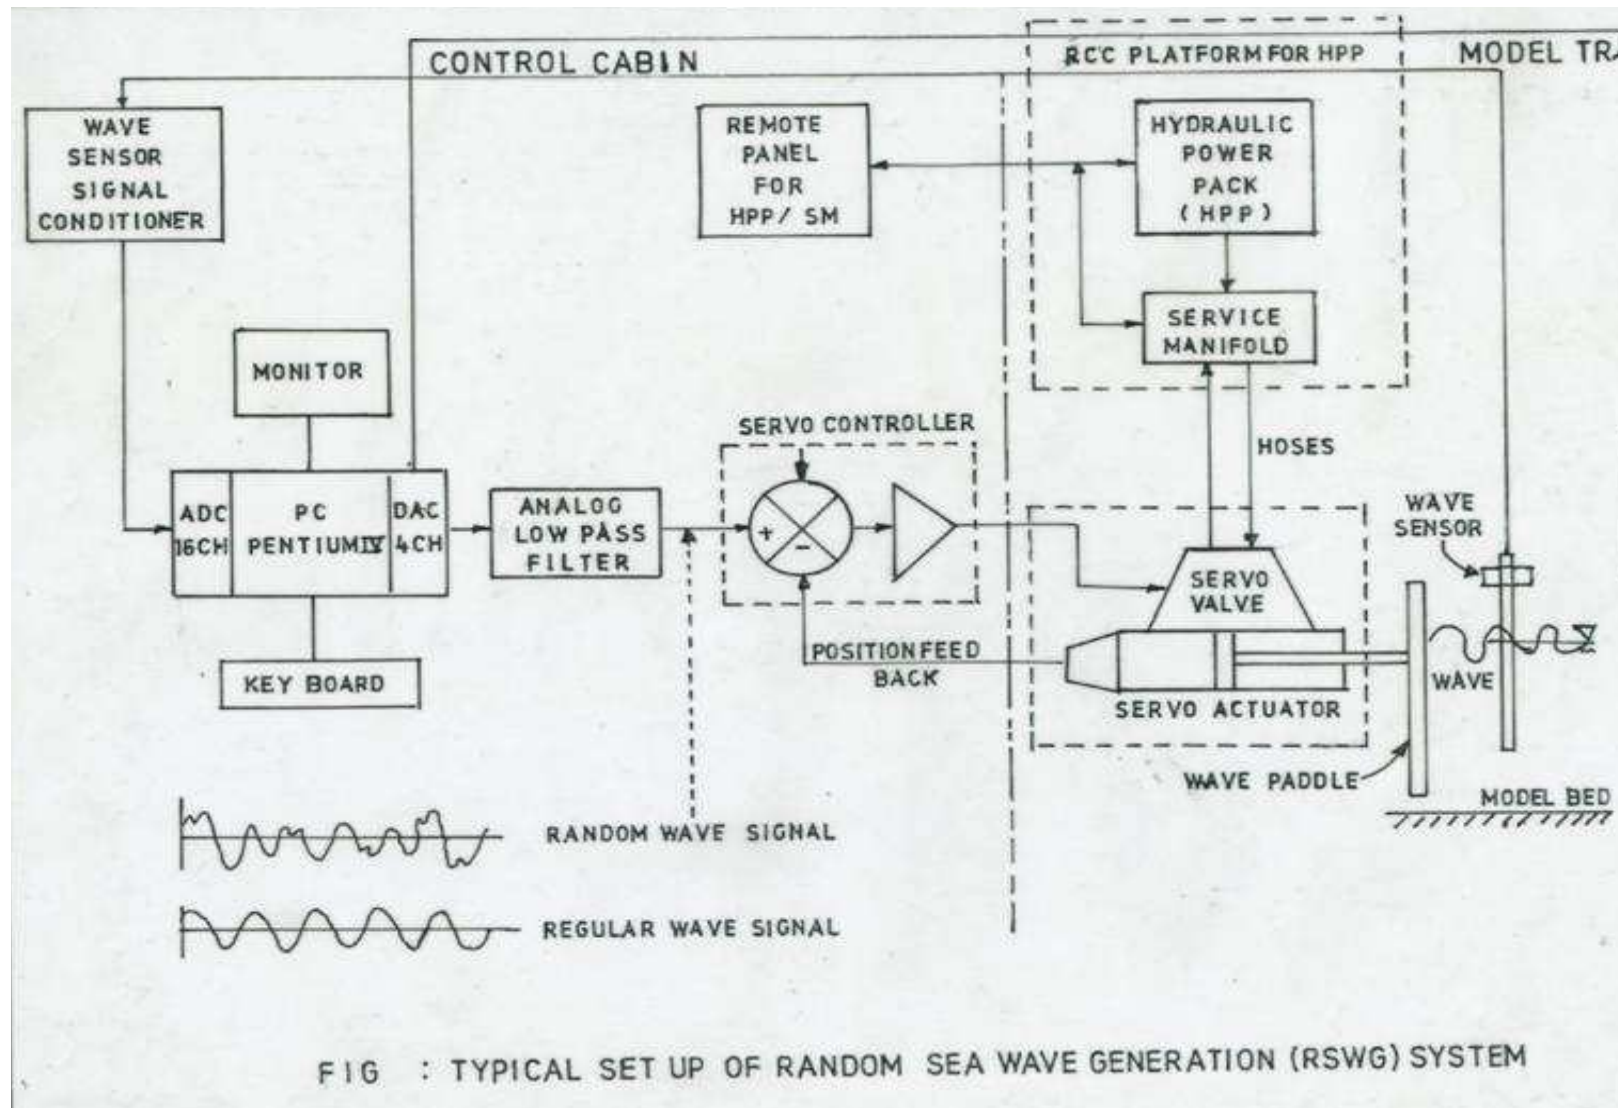 CONTROL CABIN
RCC PLATFORM FOR HPP
MODEL TRA
WAVE
SENSOR
SIGNAL
CONDITIONER
REMOTE
PANEL
FOR
HPP/ SM
HYDRAULIC
POWER
PACK
(HPP)
SERVICE
MANIFOLD
MONITOR
SERVO CONTROLLER
HOSES
ADC
16CH
PC
PENTIUM IV
DAC
4CH
ANALOG
LOW PASS
FILTER
+
-
WAVE
SENSOR
SERVO
VALVE
POSITION FEED
BACK
KEY BOARD
WAVE
SERVO ACTUATOR
WAVE PADDLE
MODEL BED
RANDOM WAVE SIGNAL
REGULAR WAVE SIGNAL
FIG : TYPICAL SET UP OF RANDOM SEA WAVE GENERATION (RSWG) SYSTEM